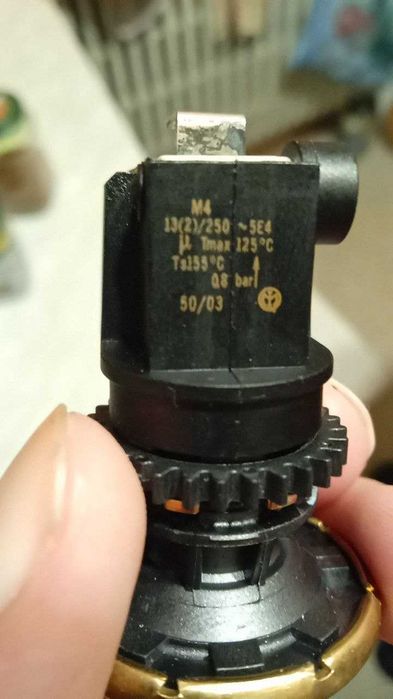 M4
13(2)/250 ~5E4
µ Tmax 125°C
Ts155°C
0,8 bar
50/03